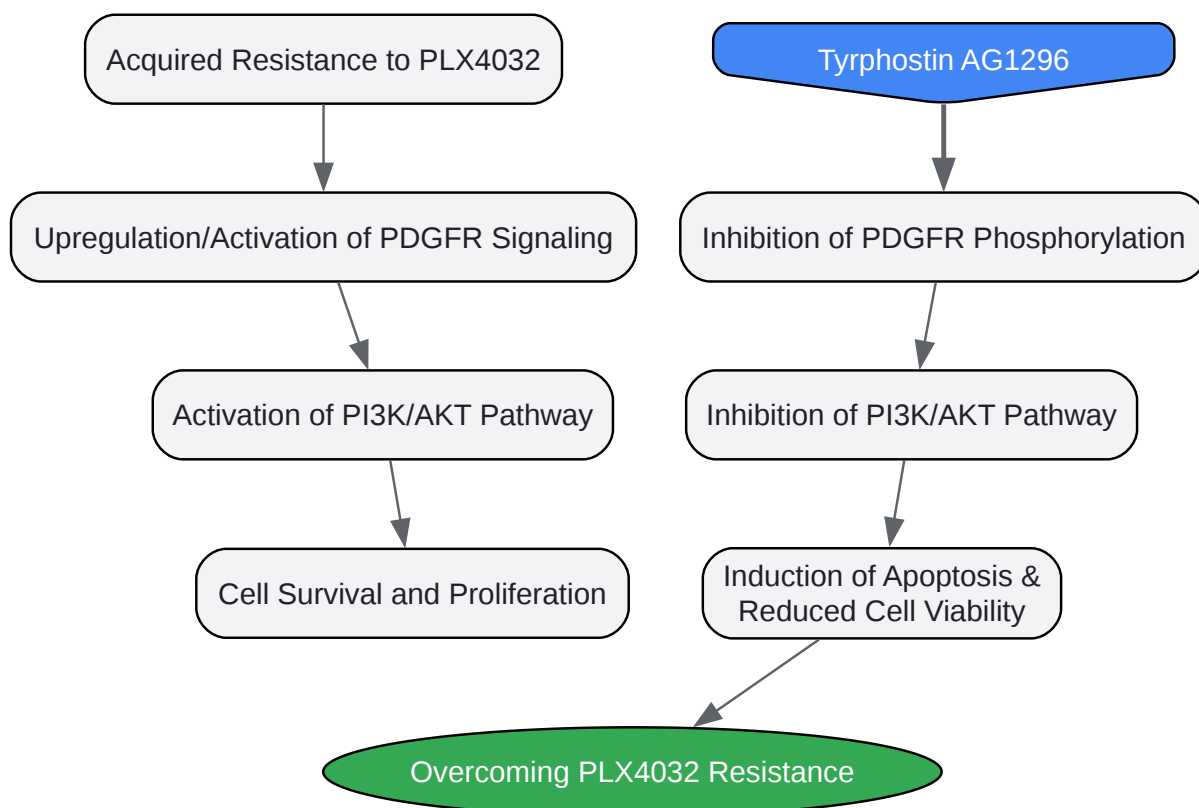 Acquired Resistance to PLX4032
Tyrphostin AG1296
Upregulation/Activation of PDGFR Signaling
Inhibition of PDGFR Phosphorylation
Activation of PI3K/AKT Pathway
Inhibition of PI3K/AKT Pathway
Cell Survival and Proliferation
Induction of Apoptosis &
Reduced Cell Viability
Overcoming PLX4032 Resistance